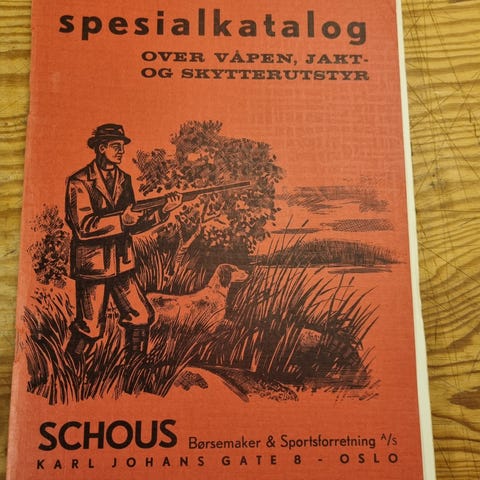 spesialkatalog
OVER VÅPEN, JAKT-
OG SKYTTERUTSTYR
SCHOUS Børsemaker & Sportsforretning A/s
KARL JOHANS GATE 8 - OSLO